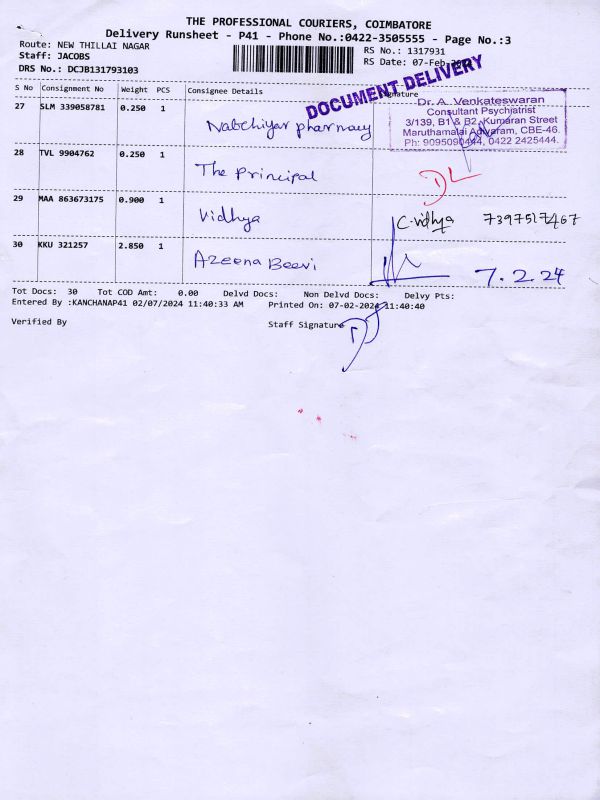 THE PROFESSIONAL COURIERS, COIMBATORE
Delivery Runsheet - P41 - Phone No.:0422-3505555 - Page No.:3
Route: NEW THILLAI NAGAR
RS No.: 1317931
Staff: JACOBS
RS Date: 07-Feb
DRS No.: DCJB131793103
DOCUMENT DELIVERY
S No Consignment No Weight PCS Consignee Details Signature
27 SLM 339058781 0.250 1 Nabchiyar pharmacy
Dr. A. Venkateswaran
Consultant Psychiatrist
3/139, B1 & B2, Kumaran Street
Maruthamalai Adivaram, CBE-46.
Ph: 9095090444, 0422 2425444.
28 TVL 9904762 0.250 1 The Principal DL
29 MAA 863673175 0.900 1 Vidhya C.vidhya 7397517467
30 KKU 321257 2.850 1 Azeena Beevi 7.2.24
Tot Docs: 30 Tot COD Amt: 0.00 Delvd Docs: Non Delvd Docs: Delvy Pts:
Entered By :KANCHANAP41 02/07/2024 11:40:33 AM Printed On: 07-02-2024 11:40:40
Verified By Staff Signature